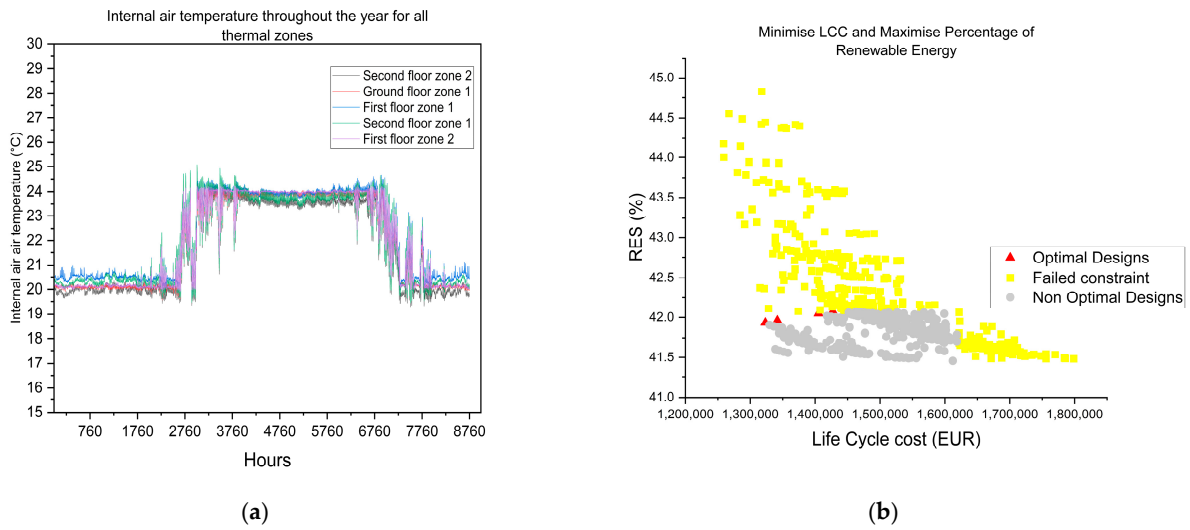 Internal air temperature throughout the year for all
thermal zones
30
29
28
27
26
25
24
23
22
21
20
19
18
17
16
15
Internal air air temperature (°C)
Second floor zone 2
Ground floor zone 1
First floor zone 1
Second floor zone 1
First floor zone 2
760 1760 2760 3760 4760 5760 6760 7760 8760
Hours
(a)
Minimise LCC and Maximise Percentage of
Renewable Energy
45.0
44.5
44.0
43.5
43.0
42.5
42.0
41.5
41.0
RES (%)
Optimal Designs
Failed constraint
Non Optimal Designs
1,200,000 1,300,000 1,400,000 1,500,000 1,600,000 1,700,000 1,800,000
Life Cycle cost (EUR)
(b)